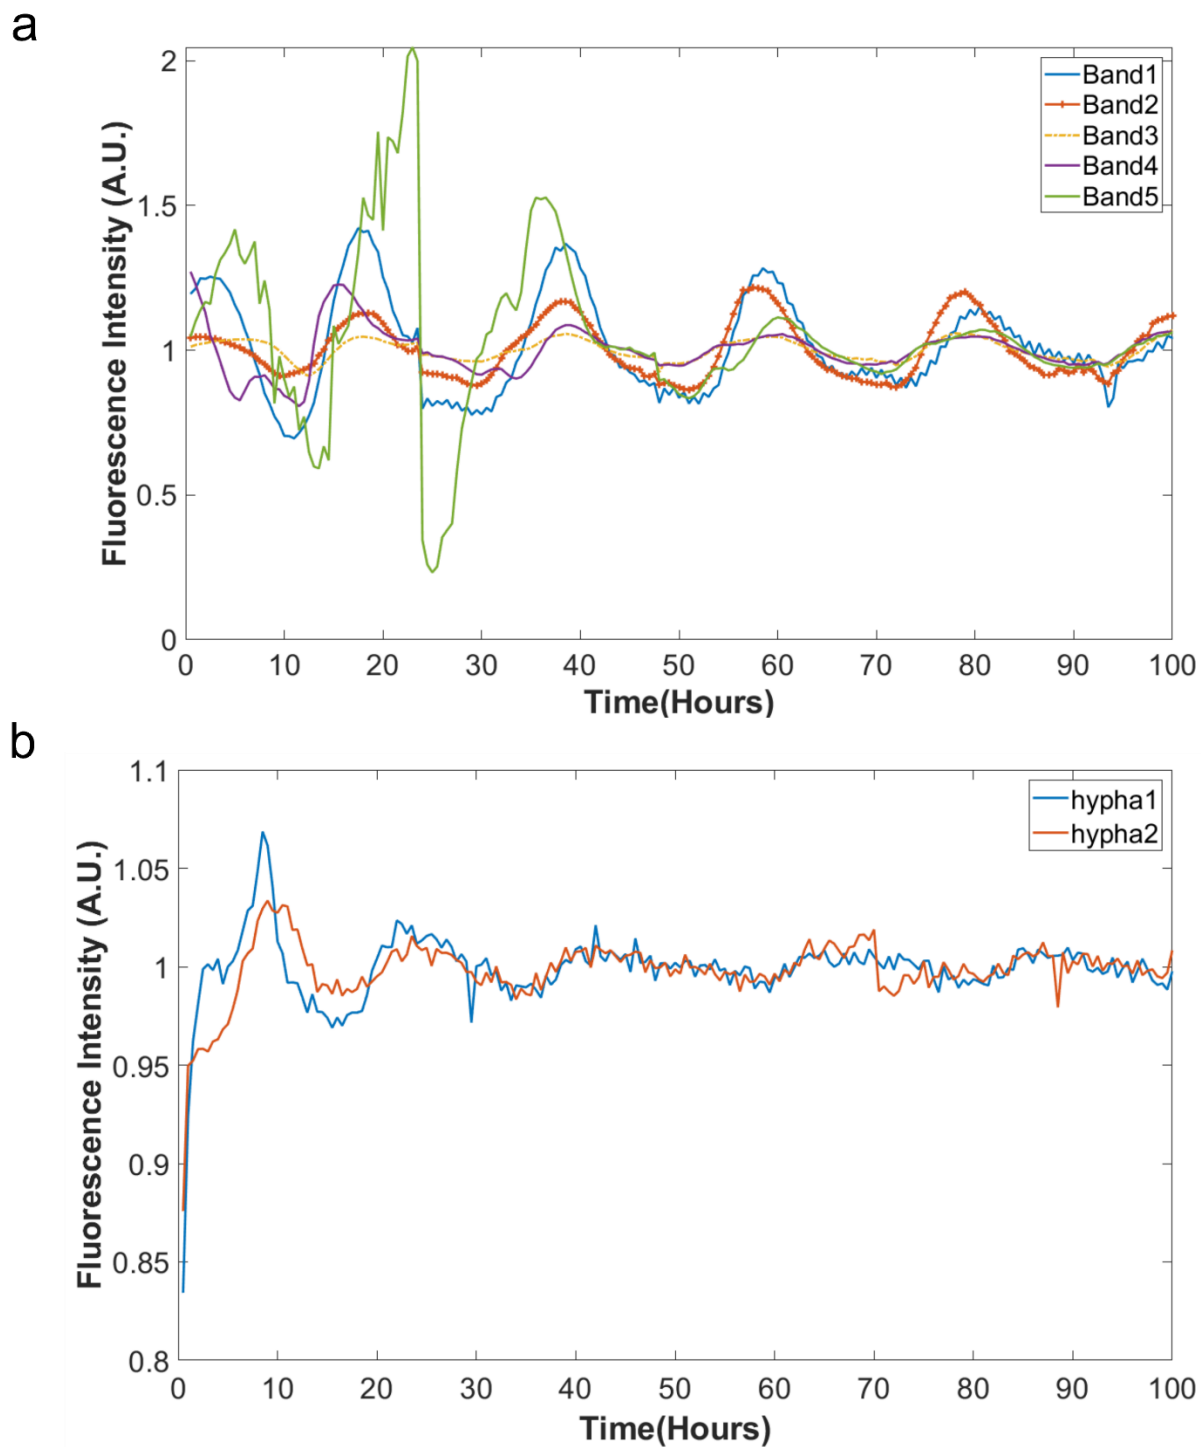 a
Fluorescence Intensity (A.U.)
2
1.5
1
0.5
0
0 10 20 30 40 50 60 70 80 90 100
Time(Hours)
Band1
Band2
Band3
Band4
Band5
b
Fluorescence Intensity (A.U.)
1.1
1.05
1
0.95
0.9
0.85
0.8
0 10 20 30 40 50 60 70 80 90 100
Time(Hours)
hypha1
hypha2